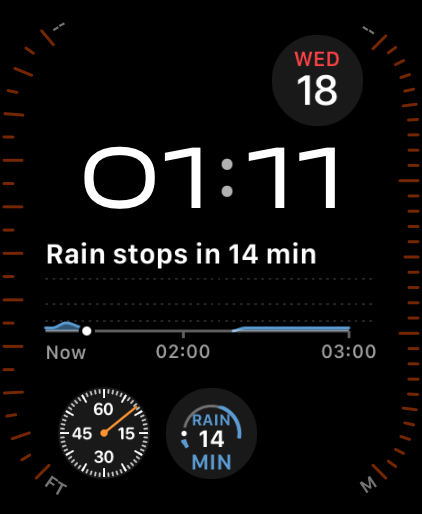 --
--
WED
18
01:11
Rain stops in 14 min
Now 02:00 03:00
60
45 15
30
RAIN
14
MIN
FT
M